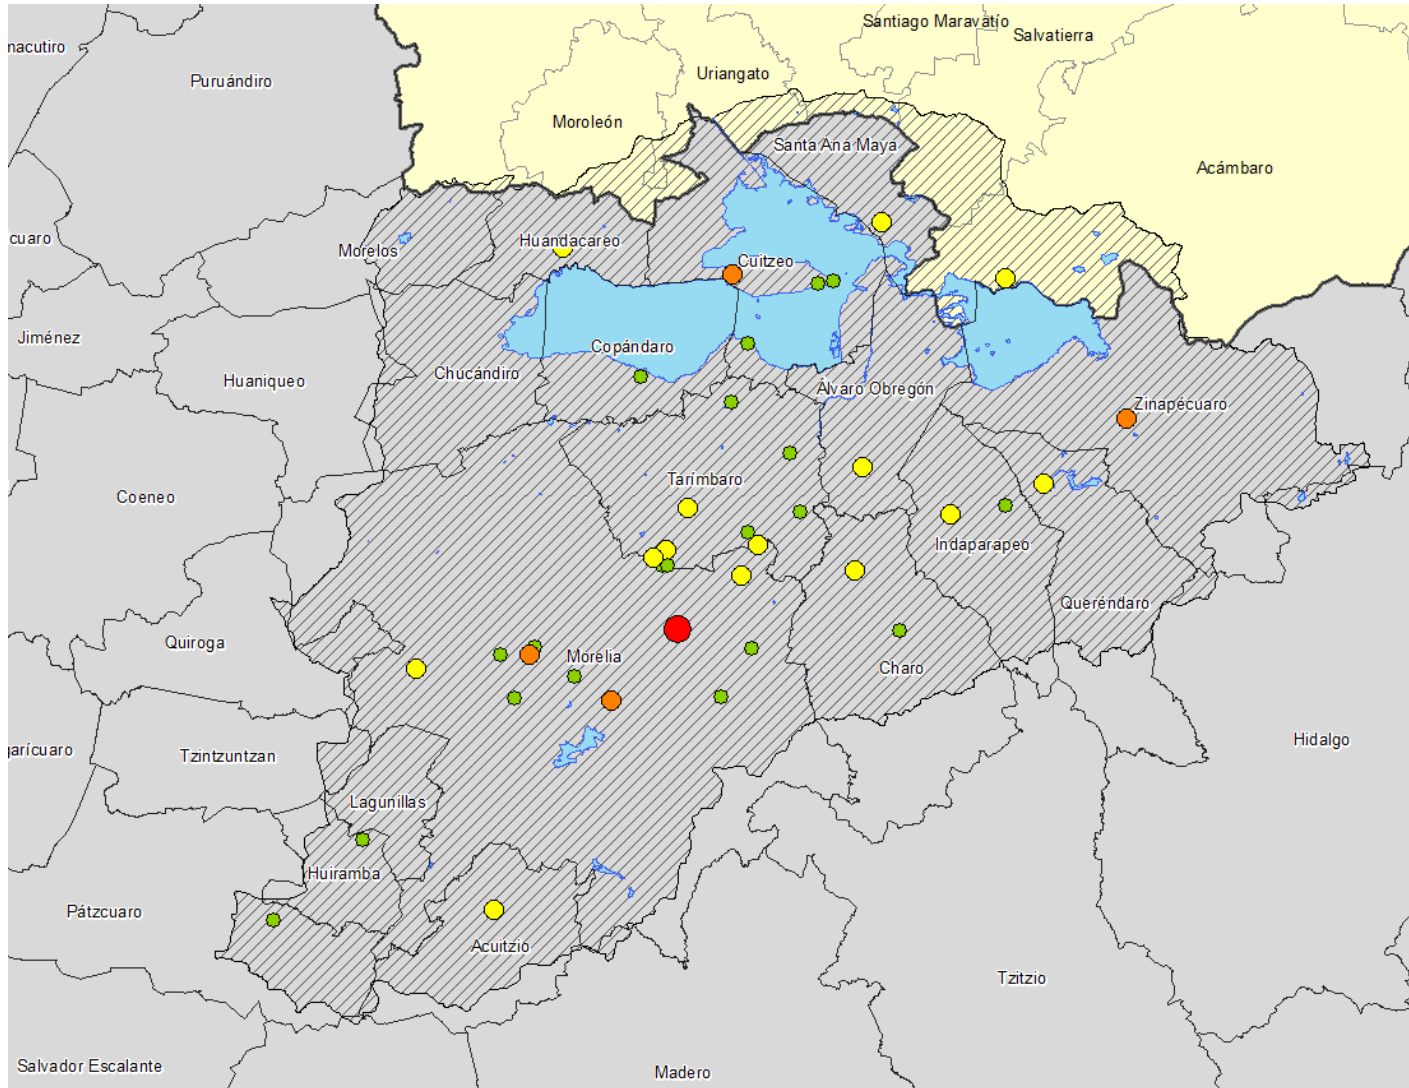 Santiago Maravatío
Salvatierra
nacutiro
Uriangato
Puruándiro
Moroleón
Santa Ana Maya
Acámbaro
cuaro
Huandacareo
Morelos
Cuitzeo
Jiménez
Copándaro
Chucándiro
Huaniqueo
Alvaro Obregón
Zinapécuaro
Tarímbaro
Coeneo
Indaparapeo
Queréndaro
Quiroga
Morelia
Charo
Hidalgo
garícuaro
Tzintzuntzan
Lagunillas
Huiramba
Pátzcuaro
Acuitzio
Tzitzio
Salvador Escalante
Madero